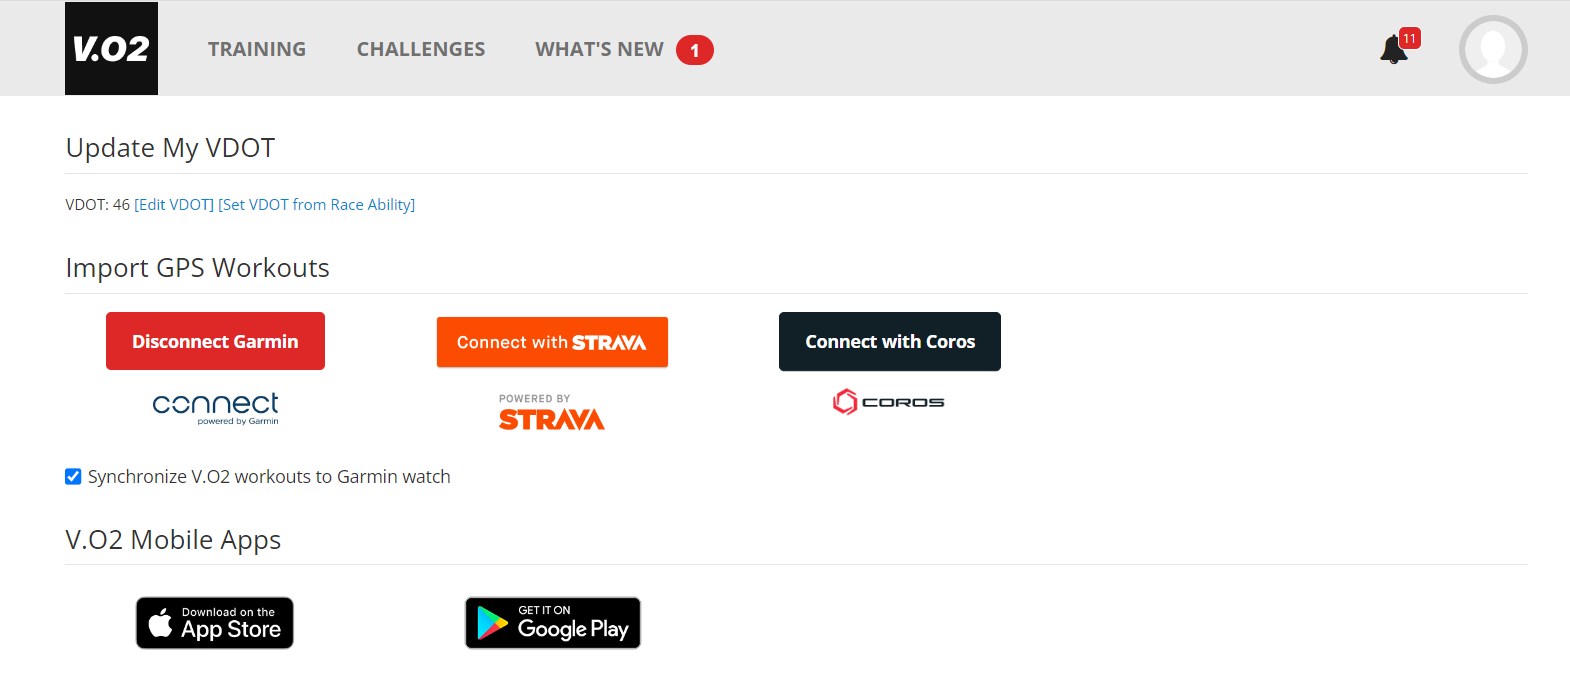 V.O2 TRAINING CHALLENGES WHAT'S NEW 1 11
Update My VDOT
VDOT: 46 [Edit VDOT] [Set VDOT from Race Ability]
Import GPS Workouts
Disconnect Garmin Connect with STRAVA Connect with Coros
connect
powered by Garmin
POWERED BY
STRAVA
COROS
Synchronize V.O2 workouts to Garmin watch
V.O2 Mobile Apps
Download on the
App Store
GET IT ON
Google Play